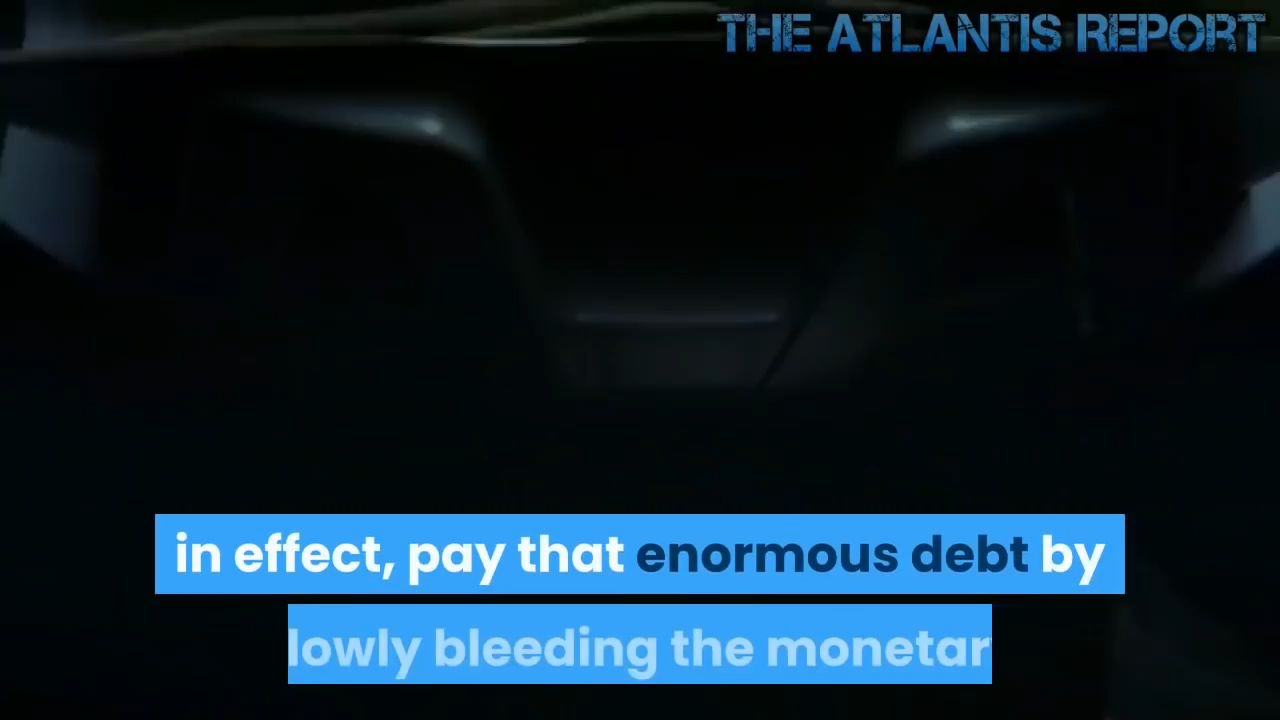 THE ATLANTIS REPORT
in effect, pay that enormous debt by
lowly bleeding the monetar